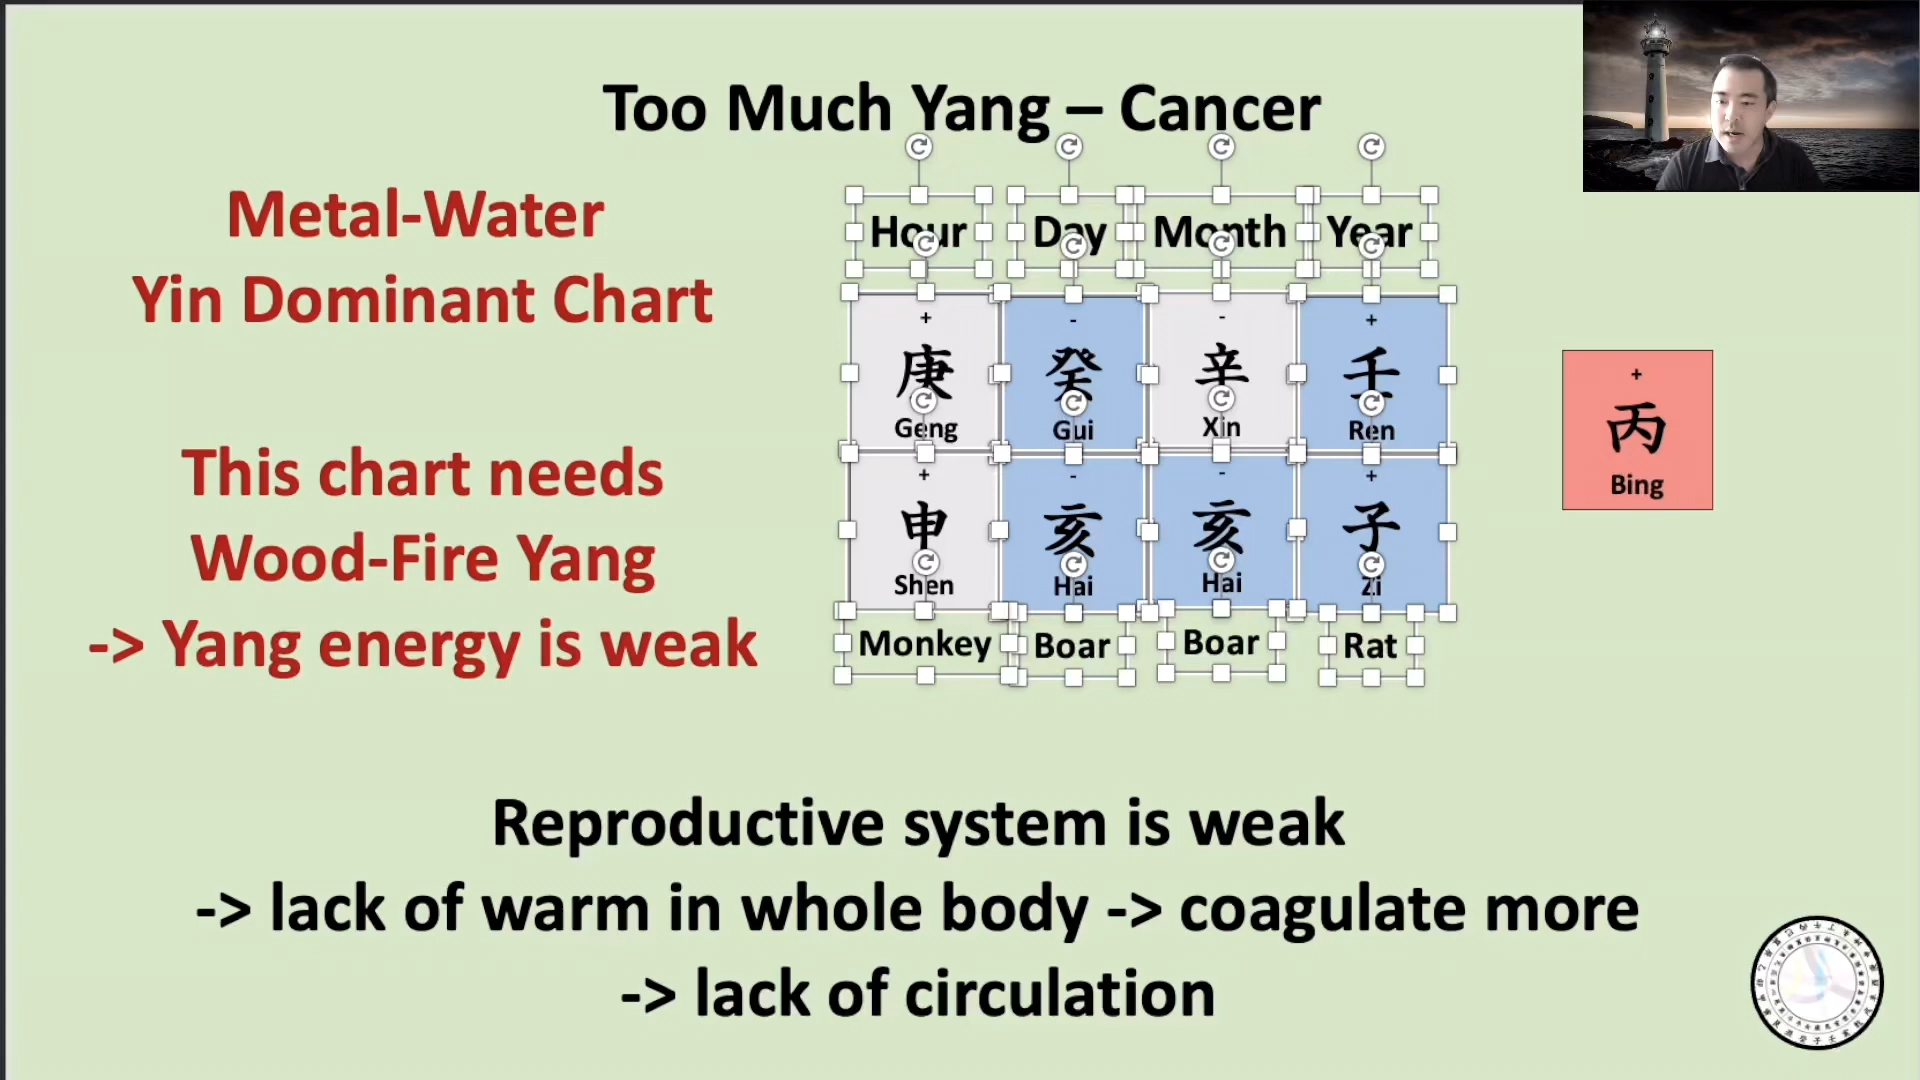 Too Much Yang – Cancer
Metal-Water
Yin Dominant Chart
This chart needs
Wood-Fire Yang
-> Yang energy is weak
Hour Day Month Year
+ - - +
庚 癸 辛 壬
Geng Gui Xin Ren
+ - - +
申 亥 亥 子
Shen Hai Hai Zi
Monkey Boar Boar Rat
+
丙
Bing
Reproductive system is weak
-> lack of warm in whole body -> coagulate more
-> lack of circulation